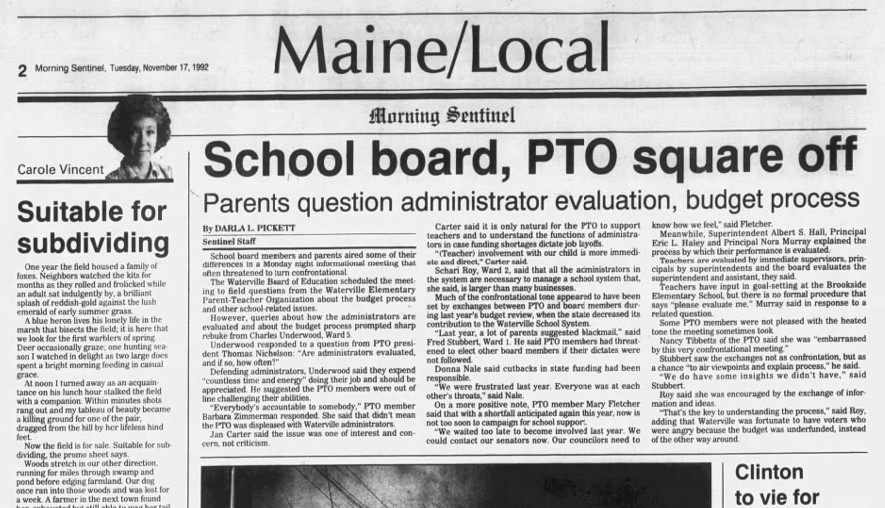 2 Morning Sentinel, Tuesday, November 17, 1992
Maine/Local
Morning Sentinel
Carole Vincent
Suitable for
subdividing
One year the field housed a family of
foxes. Neighbors watched the kits for
months as they rolled and frolicked while
an adult sat indulgently by, a brilliant
splash of reddish-gold against the lush
emerald of early summer grass.
A blue heron lives his lonely life in the
marsh that bisects the field; it is here that
we look for the first warblers of spring.
Deer occasionally graze; one hunting sea-
son I watched in delight as two large does
spent a bright morning feeding in casual
grace.
At noon I turned away as an acquain-
tance on his lunch hour stalked the field
with a companion. Within minutes shots
rang out and my tableau of beauty became
a killing ground for one of the pair,
dragged from the hill by her lifeless hind
feet.
Now the field is for sale. Suitable for sub-
dividing, the promo sheet says.
Woods stretch in our other direction,
running for miles through swamp and
pond before edging farmland. Our dog
once ran into those woods and was lost for
a week. A farmer in the next town found
School board, PTO square off
Parents question administrator evaluation, budget process
By DARLA L. PICKETT
Sentinel Staff
School board members and parents aired some of their
differences in a Monday night informational meeting that
often threatened to turn confrontational.
The Waterville Board of Education scheduled the meet-
ing to field questions from the Waterville Elementary
Parent-Teacher Organization about the budget process
and other school-related issues.
However, queries about how the administrators are
evaluated and about the budget process prompted sharp
rebuke from Charles Underwood, Ward 5.
Underwood responded to a question from PTO presi-
dent Thomas Nichelson: "Are administrators evaluated,
and if so, how often?"
Defending administrators, Underwood said they expend
"countless time and energy" doing their job and should be
appreciated. He suggested the PTO members were out of
line challenging their abilities.
"Everybody's accountable to somebody," PTO member
Barbara Zimmerman responded. She said that didn't mean
the PTO was displeased with Waterville administrators.
Jan Carter said the issue was one of interest and con-
cern, not criticism.
Carter said it is only natural for the PTO to support
teachers and to understand the functions of administra-
tors in case funding shortages dictate job layoffs.
"(Teacher) involvement with our child is more immedi-
ate and direct," Carter said.
Schari Roy, Ward 2, said that all the administrators in
the system are necessary to manage a school system that,
she said, is larger than many businesses.
Much of the confrontational tone appeared to have been
set by exchanges between PTO and board members dur-
ing last year's budget review, when the state decreased its
contribution to the Waterville School System.
"Last year, a lot of parents suggested blackmail," said
Fred Stubbert, Ward 1. He said PTO members had threat-
ened to elect other board members if their dictates were
not followed.
Donna Nale said cutbacks in state funding had been
responsible.
"We were frustrated last year. Everyone was at each
other's throats," said Nale.
On a more positive note, PTO member Mary Fletcher
said that with a shortfall anticipated again this year, now is
not too soon to campaign for school support.
"We waited too late to become involved last year. We
could contact our senators now. Our councilors need to
know how we feel," said Fletcher.
Meanwhile, Superintendent Albert S. Hall, Principal
Eric L. Haley and Principal Nora Murray explained the
process by which their performance is evaluated.
Teachers are evaluated by immediate supervisors, prin-
cipals by superintendents and the board evaluates the
superintendent and assistant, they said.
Teachers have input in goal-setting at the Brookside
Elementary School, but there is no formal procedure that
says "please evaluate me." Murray said in response to a
related question.
Some PTO members were not pleased with the heated
tone the meeting sometimes took.
Nancy Tibbetts of the PTO said she was "embarrassed
by this very confrontational meeting."
Stubbert saw the exchanges not as confrontation, but as
a chance "to air viewpoints and explain process," he said.
"We do have some insights we didn't have," said
Stubbert.
Roy said she was encouraged by the exchange of infor-
mation and ideas.
"That's the key to understanding the process," said Roy,
adding that Waterville was fortunate to have voters who
were angry because the budget was underfunded, instead
of the other way around.
Clinton
to vie for